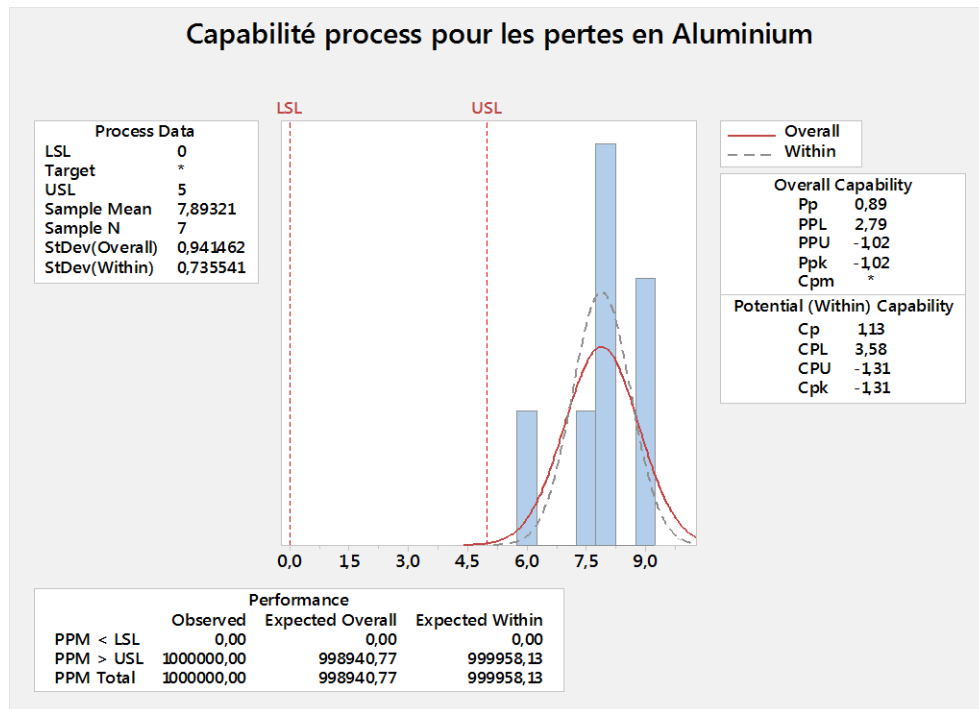 Capabilité process pour les pertes en Aluminium
LSL
USL
Process Data
LSL 0
Target *
USL 5
Sample Mean 7,89321
Sample N 7
StDev(Overall) 0,941462
StDev(Within) 0,735541
Overall
Within
Overall Capability
Pp 0,89
PPL 2,79
PPU -1,02
Ppk -1,02
Cpm *
Potential (Within) Capability
Cp 1,13
CPL 3,58
CPU -1,31
Cpk -1,31
0,0 1,5 3,0 4,5 6,0 7,5 9,0
Performance
Observed Expected Overall Expected Within
PPM < LSL 0,00 0,00 0,00
PPM > USL 1000000,00 998940,77 999958,13
PPM Total 1000000,00 998940,77 999958,13